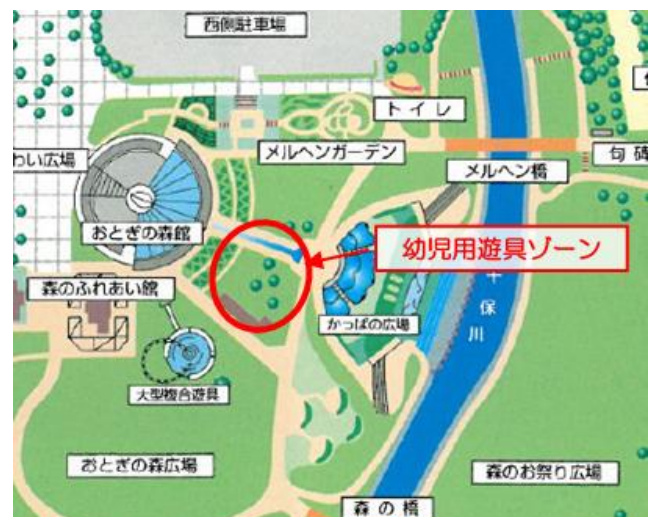 西側駐車場
トイレ
メルヘンガーデン
メルヘン橋
句碑
わい広場
おとぎの森館
幼児用遊具ゾーン
森のふれあい館
かっぱの広場
千保川
大型複合遊具
おとぎの森広場
森のお祭り広場
森の橋